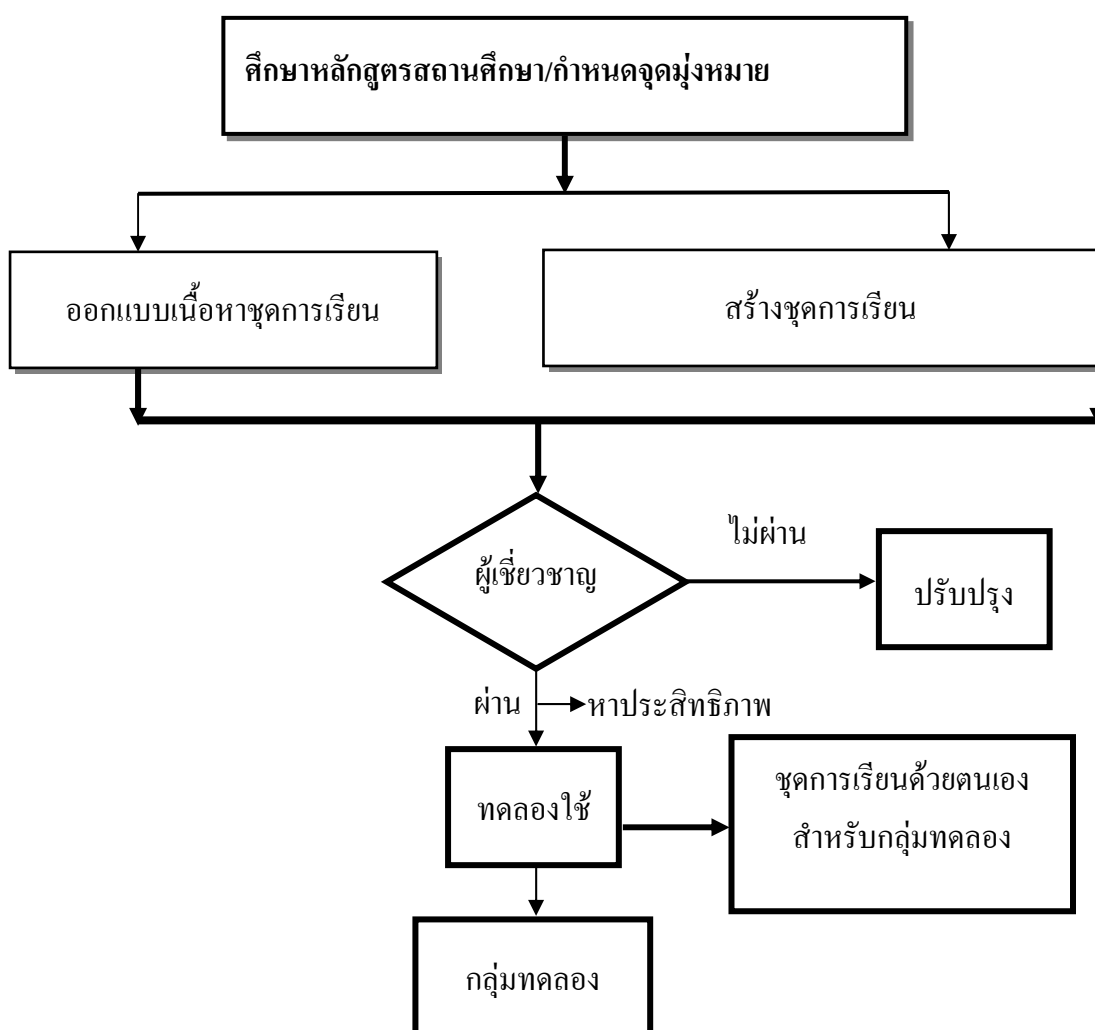 ศึกษาหลักสูตรสถานศึกษา/กำหนดจุดมุ่งหมาย
ออกแบบเนื้อหาชุดการเรียน
สร้างชุดการเรียน
ผู้เชี่ยวชาญ
ไม่ผ่าน
ปรับปรุง
ผ่าน
หาประสิทธิภาพ
ทดลองใช้
ชุดการเรียนด้วยตนเอง
สำหรับกลุ่มทดลอง
กลุ่มทดลอง